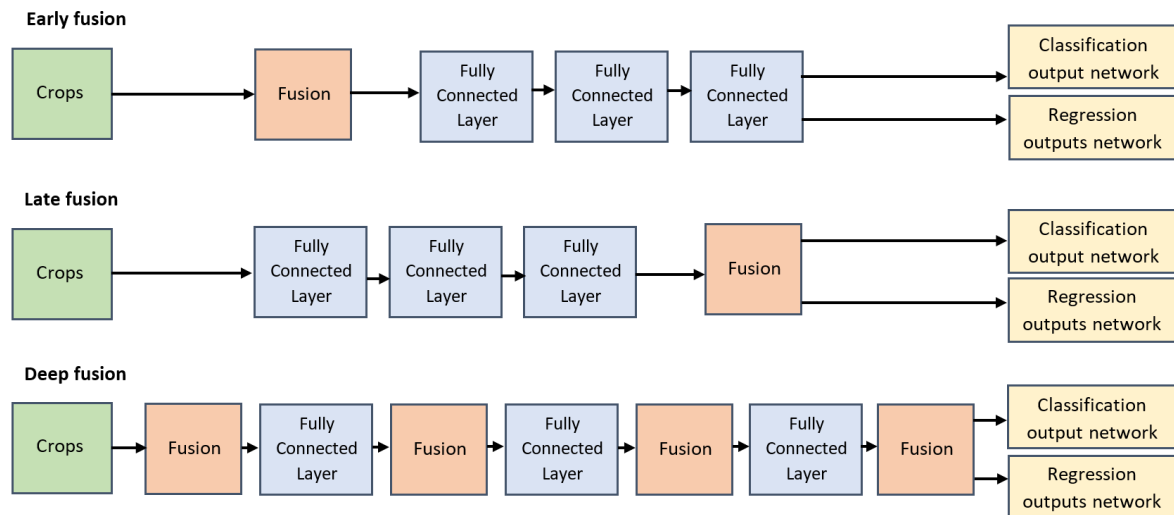 Early fusion
Crops
Fusion
Fully
Connected
Layer
Fully
Connected
Layer
Fully
Connected
Layer
Classification
output network
Regression
outputs network
Late fusion
Crops
Fully
Connected
Layer
Fully
Connected
Layer
Fully
Connected
Layer
Fusion
Classification
output network
Regression
outputs network
Deep fusion
Crops
Fusion
Fully
Connected
Layer
Fusion
Fully
Connected
Layer
Fusion
Fully
Connected
Layer
Fusion
Classification
output network
Regression
outputs network